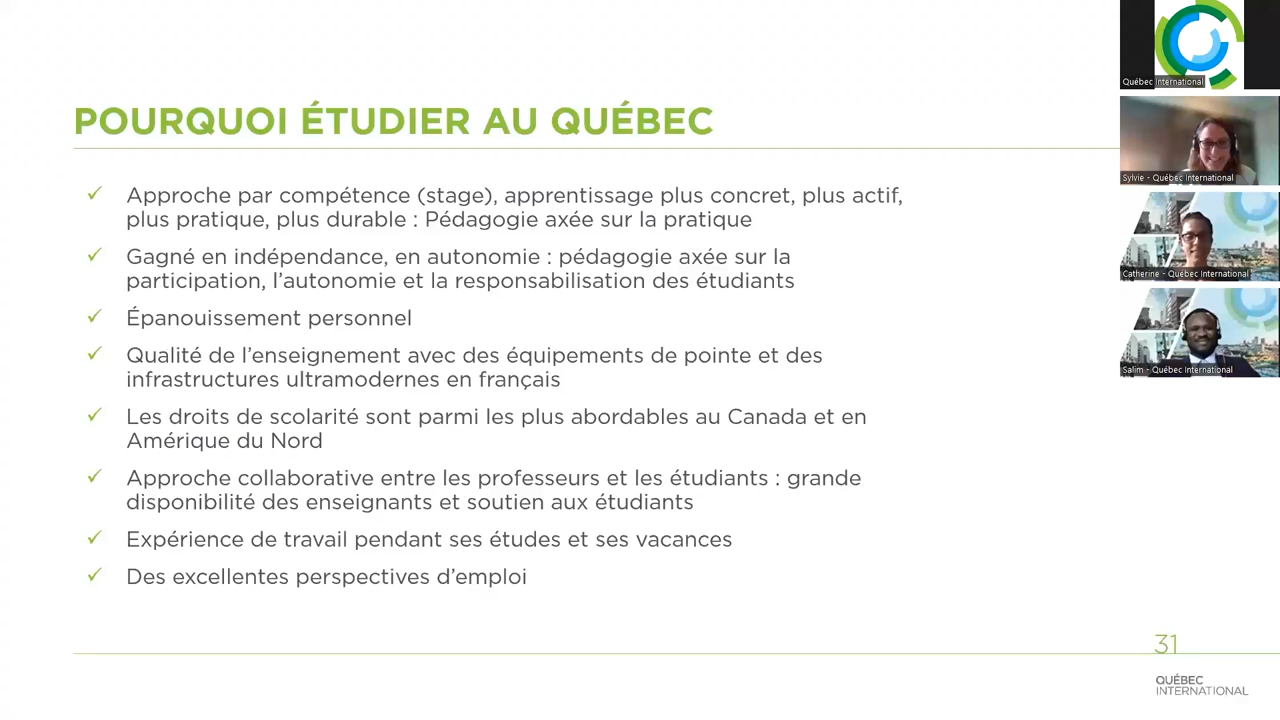 POURQUOI ÉTUDIER AU QUÉBEC
✓ Approche par compétence (stage), apprentissage plus concret, plus actif,
plus pratique, plus durable : Pédagogie axée sur la pratique
✓ Gagné en indépendance, en autonomie : pédagogie axée sur la
participation, l’autonomie et la responsabilisation des étudiants
✓ Épanouissement personnel
✓ Qualité de l’enseignement avec des équipements de pointe et des
infrastructures ultramodernes en français
✓ Les droits de scolarité sont parmi les plus abordables au Canada et en
Amérique du Nord
✓ Approche collaborative entre les professeurs et les étudiants : grande
disponibilité des enseignants et soutien aux étudiants
✓ Expérience de travail pendant ses études et ses vacances
✓ Des excellentes perspectives d’emploi
31
QUÉBEC
INTERNATIONAL
Québec International
Sylvie - Québec International
Catherine - Québec International
Salim - Québec International